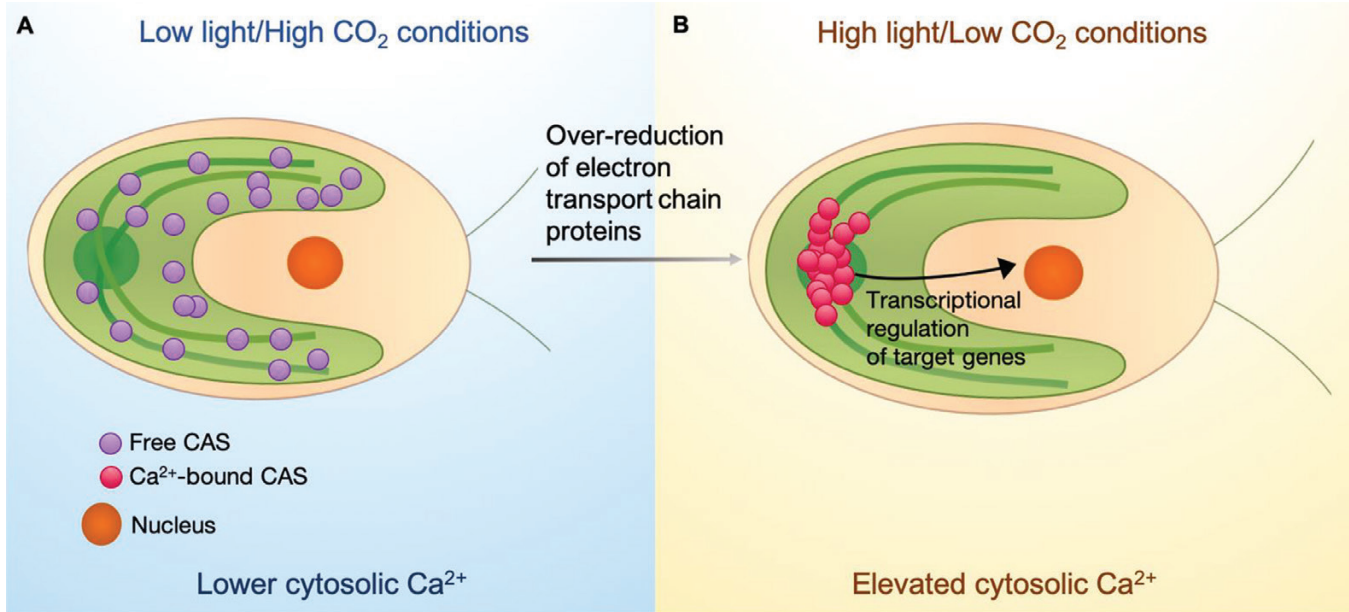 A
Low light/High CO₂ conditions
Free CAS
Ca²⁺-bound CAS
Nucleus
Lower cytosolic Ca²⁺
Over-reduction
of electron
transport chain
proteins
B
High light/Low CO₂ conditions
Transcriptional
regulation
of target genes
Elevated cytosolic Ca²⁺